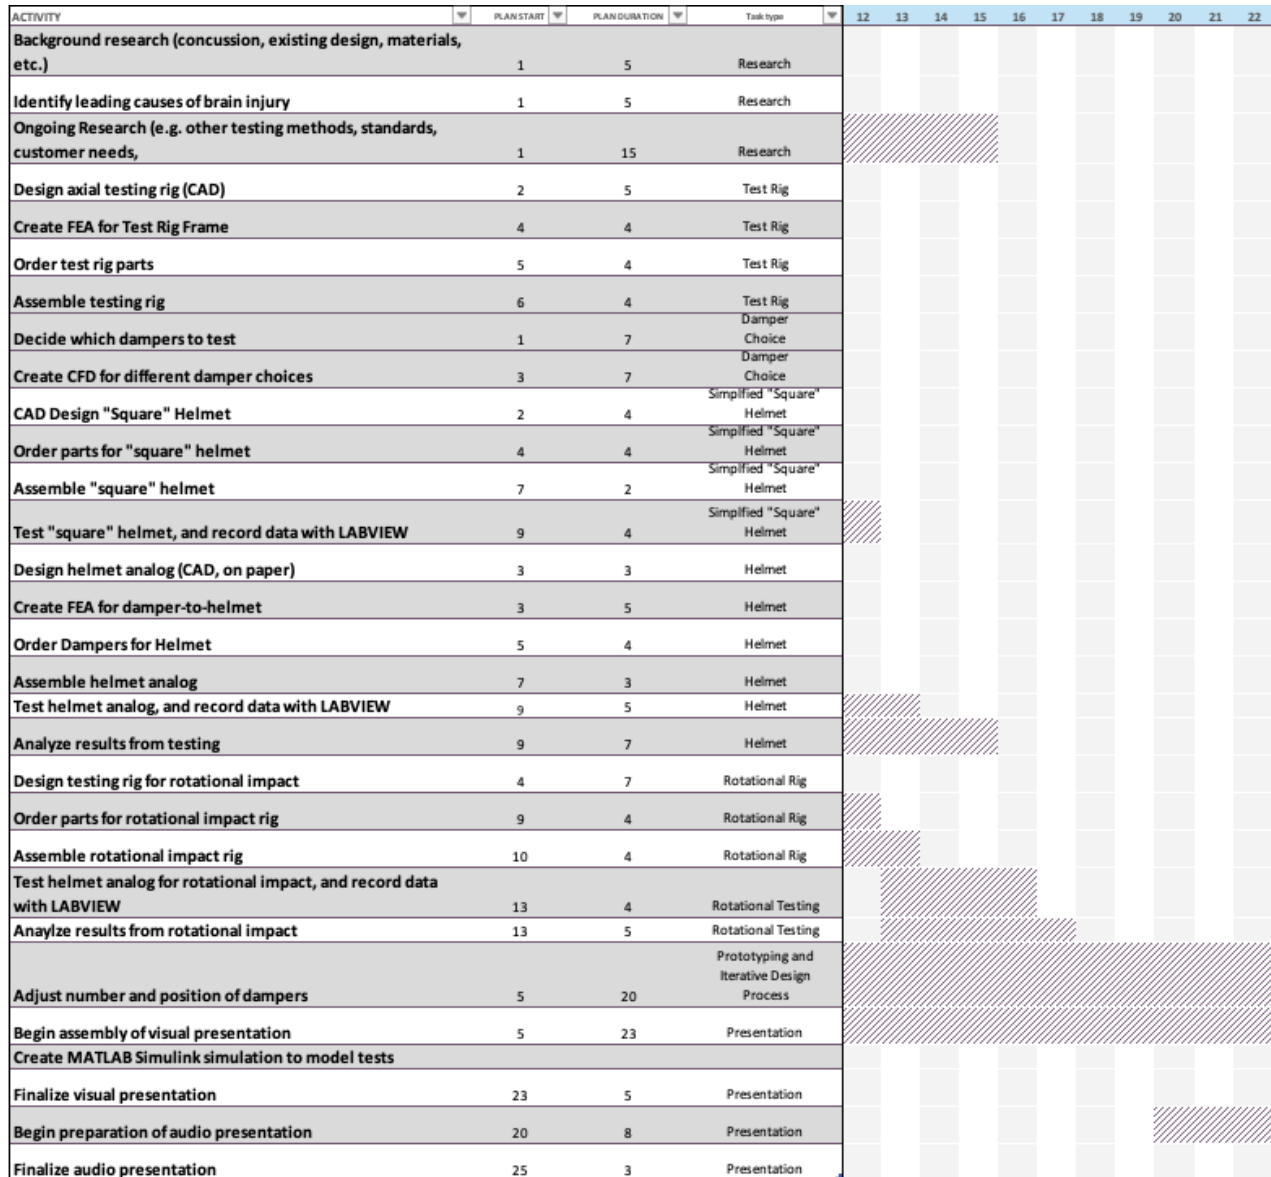 ACTIVITY PLAN START PLAN DURATION Task type 12 13 14 15 16 17 18 19 20 21 22
Background research (concussion, existing design, materials,
etc.) 1 5 Research
Identify leading causes of brain injury 1 5 Research
Ongoing Research (e.g. other testing methods, standards,
customer needs, 1 15 Research
Design axial testing rig (CAD) 2 5 Test Rig
Create FEA for Test Rig Frame 4 4 Test Rig
Order test rig parts 5 4 Test Rig
Assemble testing rig 6 4 Test Rig
Damper
Decide which dampers to test 1 7 Choice
Damper
Create CFD for different damper choices 3 7 Choice
Simplfied "Square"
CAD Design "Square" Helmet 2 4 Helmet
Simplfied "Square"
Order parts for "square" helmet 4 4 Helmet
Simplfied "Square"
Assemble "square" helmet 7 2 Helmet
Simplfied "Square"
Test "square" helmet, and record data with LABVIEW 9 4 Helmet
Design helmet analog (CAD, on paper) 3 3 Helmet
Create FEA for damper-to-helmet 3 5 Helmet
Order Dampers for Helmet 5 4 Helmet
Assemble helmet analog 7 3 Helmet
Test helmet analog, and record data with LABVIEW 9 5 Helmet
Analyze results from testing 9 7 Helmet
Design testing rig for rotational impact 4 7 Rotational Rig
Order parts for rotational impact rig 9 4 Rotational Rig
Assemble rotational impact rig 10 4 Rotational Rig
Test helmet analog for rotational impact, and record data
with LABVIEW 13 4 Rotational Testing
Anaylze results from rotational impact 13 5 Rotational Testing
Prototyping and
Iterative Design
Adjust number and position of dampers 5 20 Process
Begin assembly of visual presentation 5 23 Presentation
Create MATLAB Simulink simulation to model tests
Finalize visual presentation 23 5 Presentation
Begin preparation of audio presentation 20 8 Presentation
Finalize audio presentation 25 3 Presentation